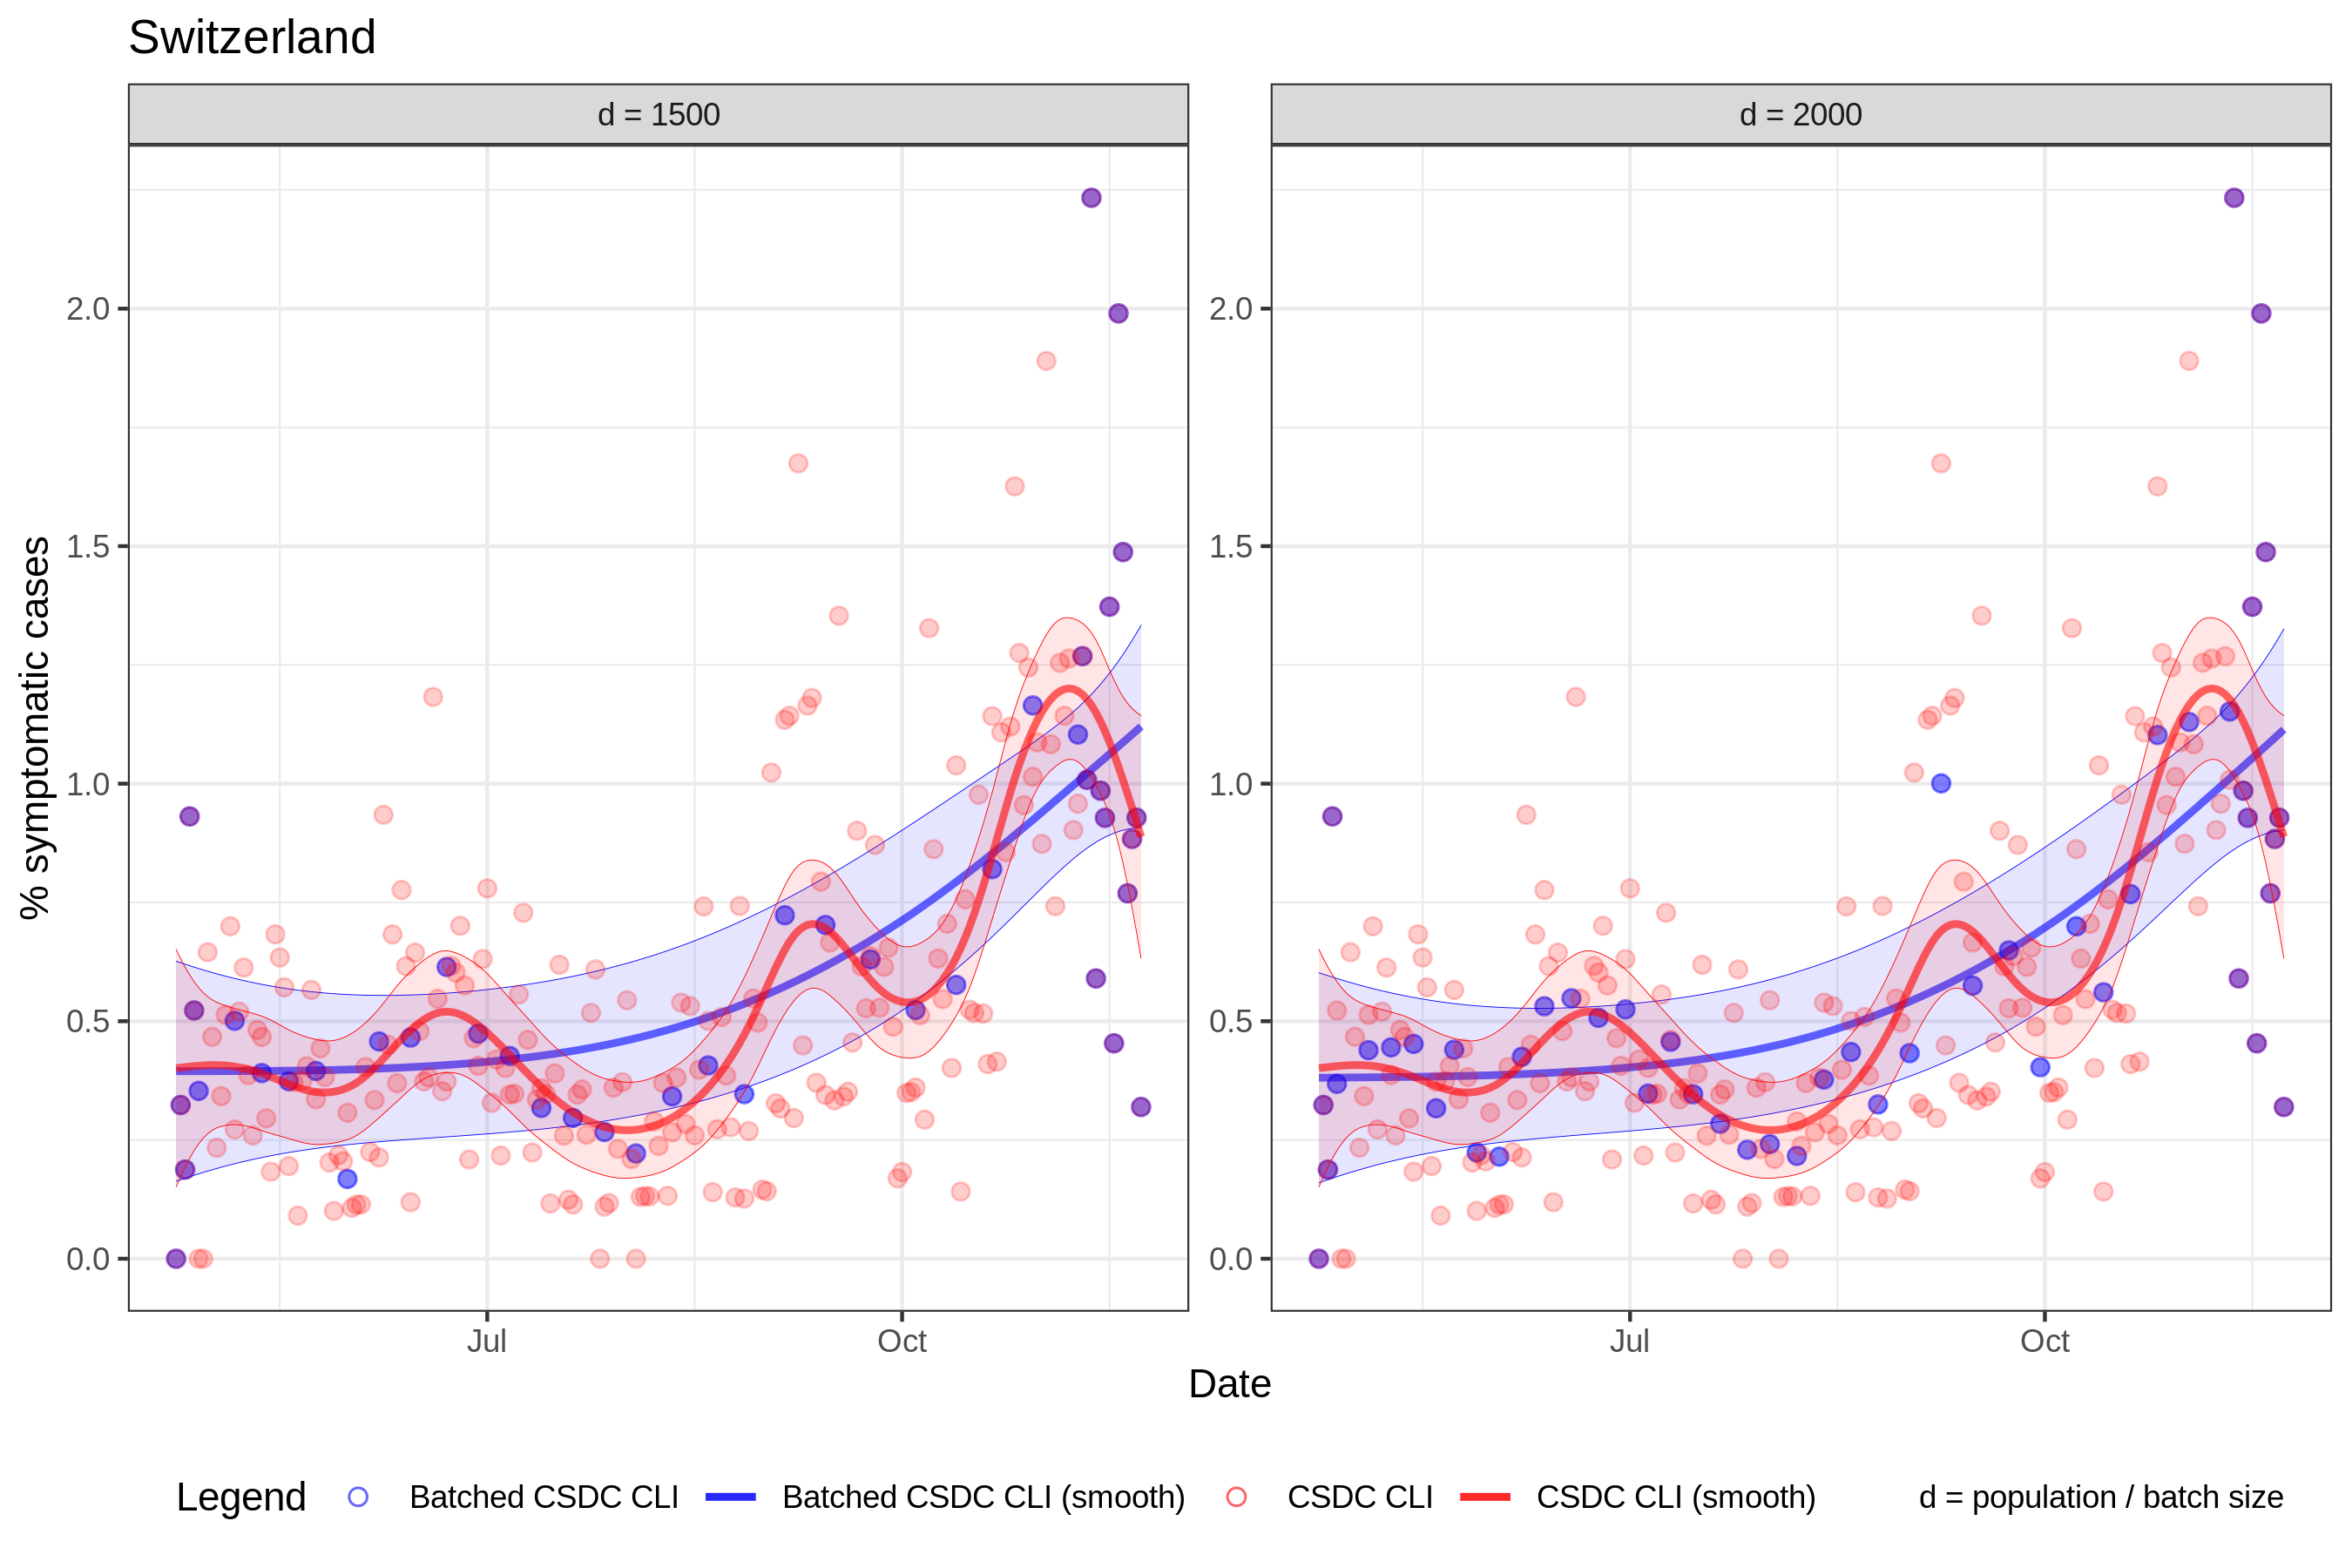 Switzerland
d = 1500
d = 2000
% symptomatic cases
2.0
1.5
1.0
0.5
0.0
2.0
1.5
1.0
0.5
0.0
Jul
Oct
Jul
Oct
Date
Legend Batched CSDC CLI Batched CSDC CLI (smooth) CSDC CLI CSDC CLI (smooth) d = population / batch size